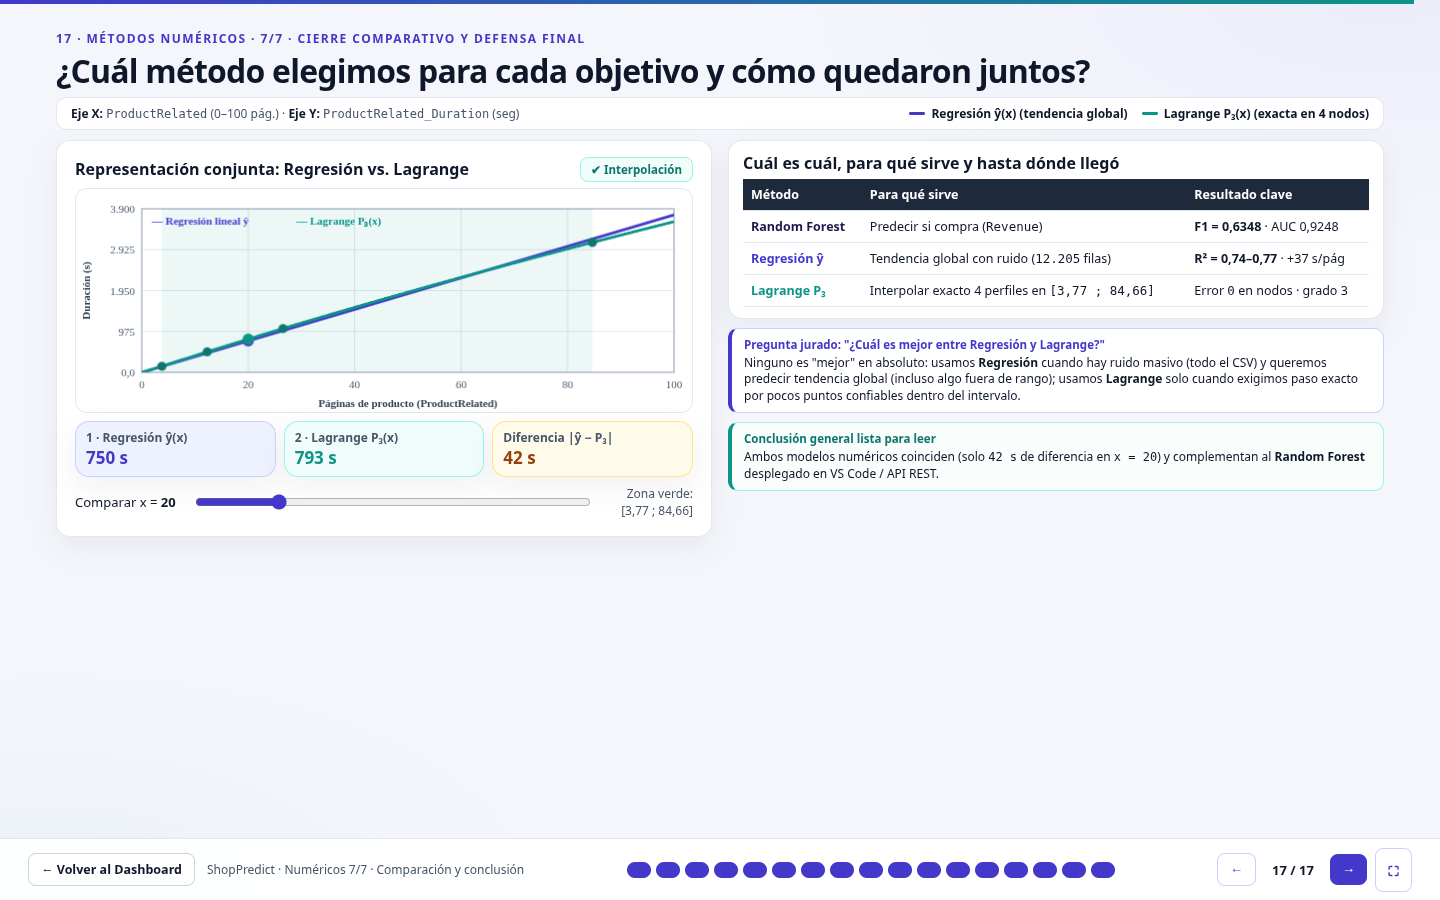 17 · MÉTODOS NUMÉRICOS · 7/7 · CIERRE COMPARATIVO Y DEFENSA FINAL
¿Cuál método elegimos para cada objetivo y cómo quedaron juntos?
Eje X: ProductRelated (0–100 pág.) · Eje Y: ProductRelated_Duration (seg)
Regresión ŷ(x) (tendencia global)
Lagrange P₃(x) (exacta en 4 nodos)
Representación conjunta: Regresión vs. Lagrange
✔ Interpolación
— Regresión lineal ŷ
— Lagrange P₃(x)
3.900
2.925
1.950
975
0,0
Duración (s)
0
20
40
60
80
100
Páginas de producto (ProductRelated)
1 · Regresión ŷ(x)
750 s
2 · Lagrange P₃(x)
793 s
Diferencia |ŷ − P₃|
42 s
Comparar x = 20
Zona verde:
[3,77 ; 84,66]
Cuál es cuál, para qué sirve y hasta dónde llegó
Método Para qué sirve Resultado clave
Random Forest Predecir si compra (Revenue) F1 = 0,6348 · AUC 0,9248
Regresión ŷ Tendencia global con ruido (12.205 filas) R² = 0,74–0,77 · +37 s/pág
Lagrange P₃ Interpolar exacto 4 perfiles en [3,77 ; 84,66] Error 0 en nodos · grado 3
Pregunta jurado: "¿Cuál es mejor entre Regresión y Lagrange?"
Ninguno es "mejor" en absoluto: usamos Regresión cuando hay ruido masivo (todo el CSV) y queremos
predecir tendencia global (incluso algo fuera de rango); usamos Lagrange solo cuando exigimos paso exacto
por pocos puntos confiables dentro del intervalo.
Conclusión general lista para leer
Ambos modelos numéricos coinciden (solo 42 s de diferencia en x = 20) y complementan al Random Forest
desplegado en VS Code / API REST.
← Volver al Dashboard
ShopPredict · Numéricos 7/7 · Comparación y conclusión
←
17 / 17
→